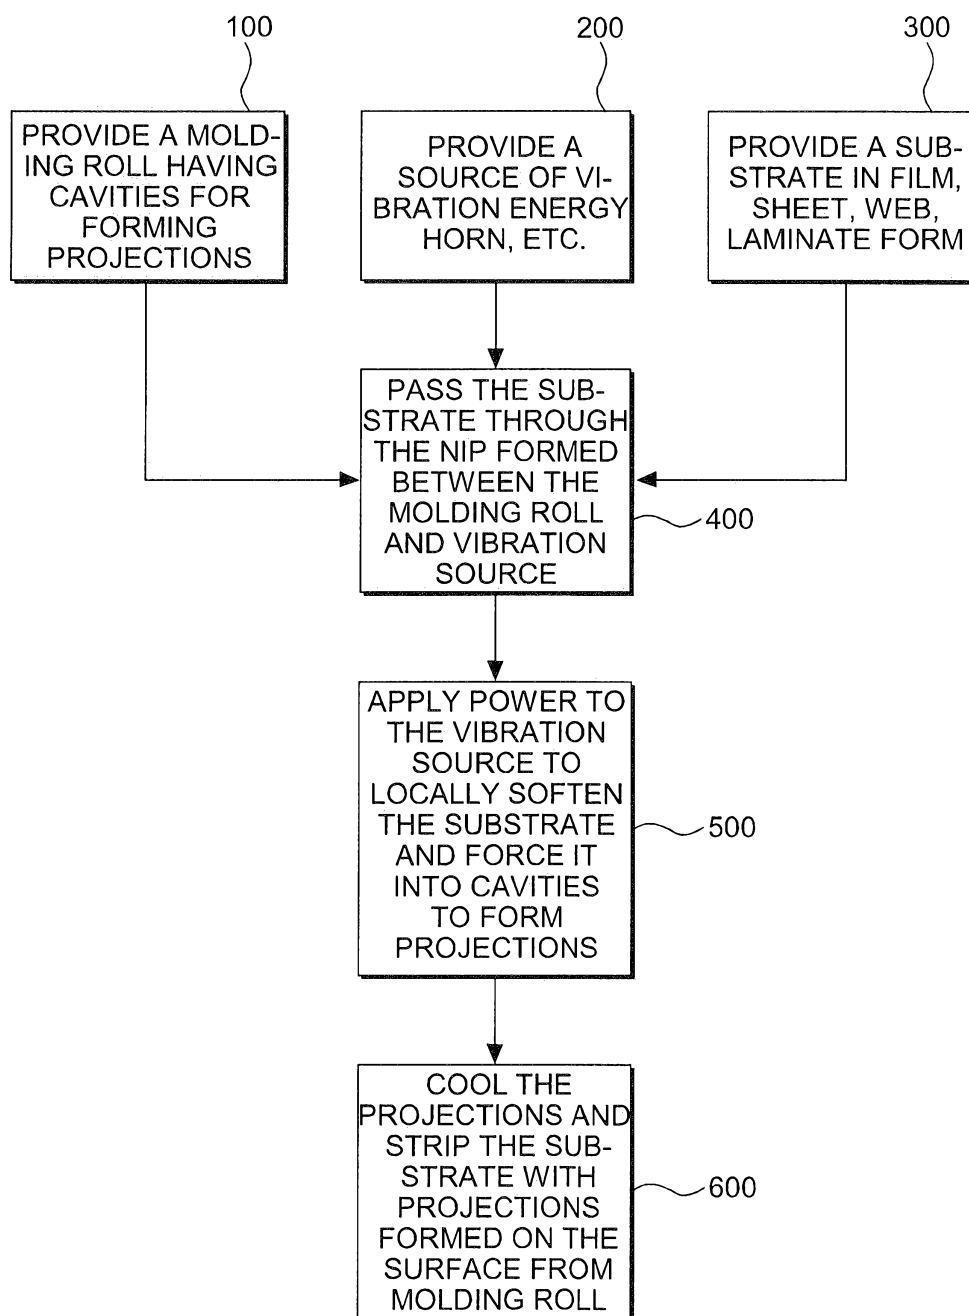 100
200
300
PROVIDE A MOLD-
ING ROLL HAVING
CAVITIES FOR
FORMING
PROJECTIONS
PROVIDE A
SOURCE OF VI-
BRATION ENERGY
HORN, ETC.
PROVIDE A SUB-
STRATE IN FILM,
SHEET, WEB,
LAMINATE FORM
PASS THE SUB-
STRATE THROUGH
THE NIP FORMED
BETWEEN THE
MOLDING ROLL
AND VIBRATION
SOURCE
400
APPLY POWER TO
THE VIBRATION
SOURCE TO
LOCALLY SOFTEN
THE SUBSTRATE
AND FORCE IT
INTO CAVITIES
TO FORM
PROJECTIONS
500
COOL THE
PROJECTIONS AND
STRIP THE SUB-
STRATE WITH
PROJECTIONS
FORMED ON THE
SURFACE FROM
MOLDING ROLL
600